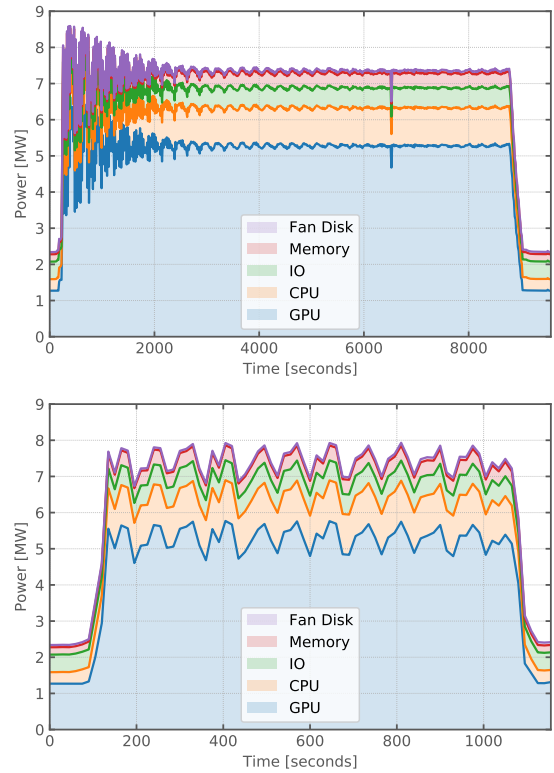 9
8
7
6
5
4
3
2
1
0
Power [MW]
Fan Disk
Memory
IO
CPU
GPU
0 2000 4000 6000 8000
Time [seconds]
9
8
7
6
5
4
3
2
1
0
Power [MW]
Fan Disk
Memory
IO
CPU
GPU
0 200 400 600 800 1000
Time [seconds]